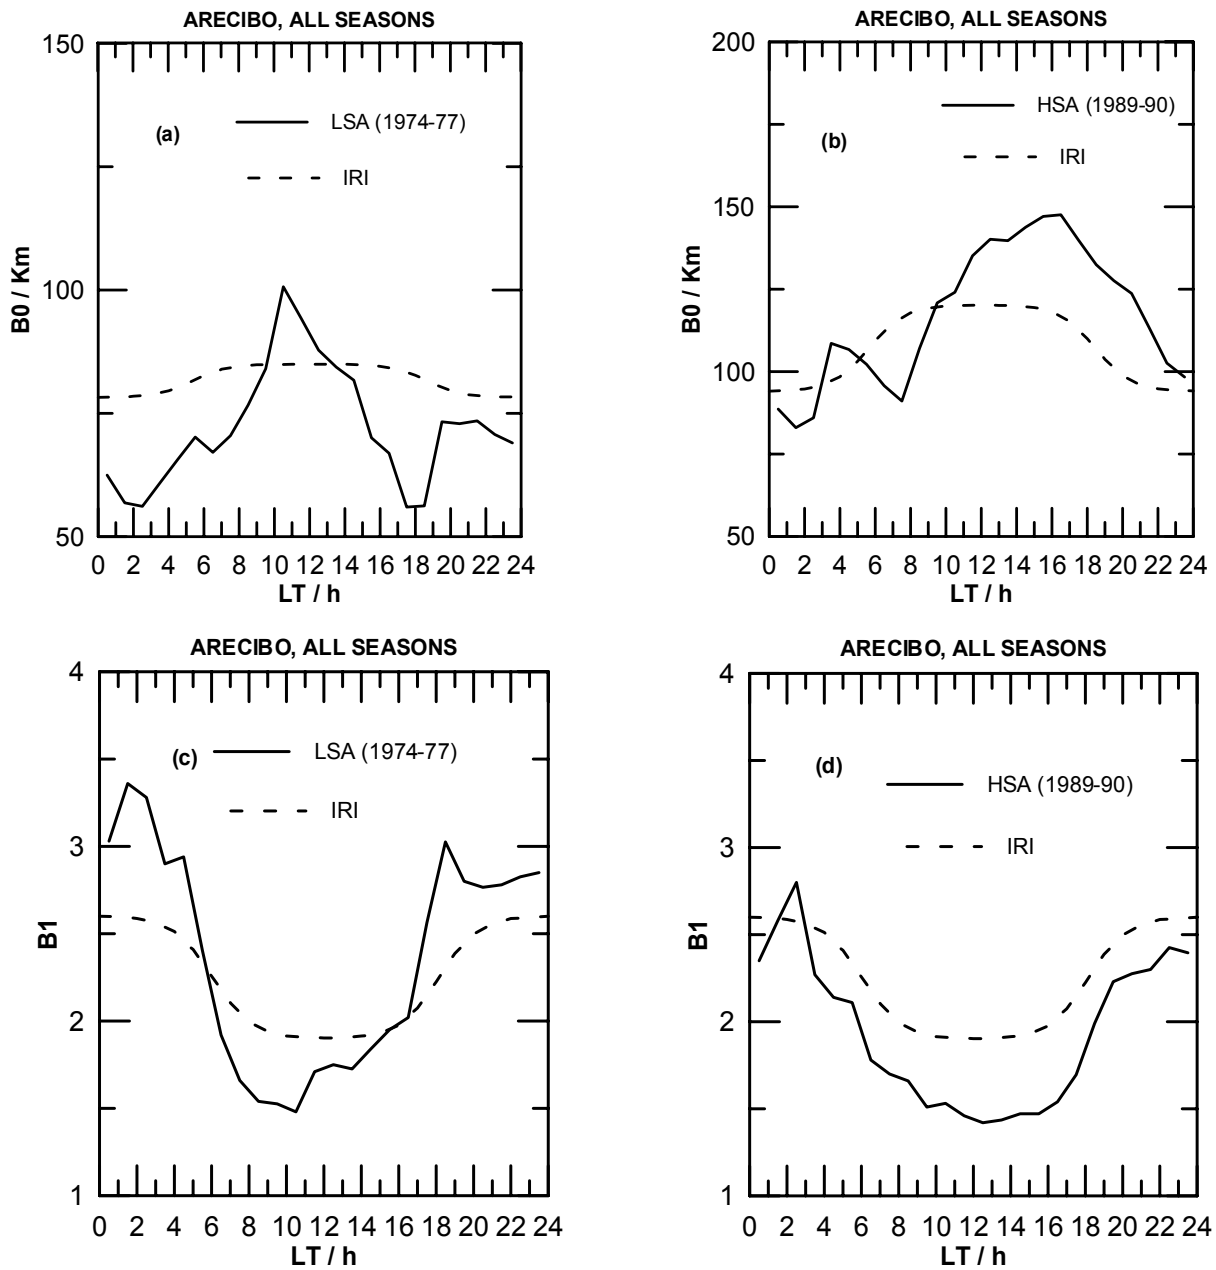 ARECIBO, ALL SEASONS
150
100
50
B0 / Km
(a)
LSA (1974-77)
IRI
0 2 4 6 8 10 12 14 16 18 20 22 24
LT / h
ARECIBO, ALL SEASONS
200
150
100
50
B0 / Km
(b)
HSA (1989-90)
IRI
0 2 4 6 8 10 12 14 16 18 20 22 24
LT / h
ARECIBO, ALL SEASONS
4
3
2
1
B1
(c)
LSA (1974-77)
IRI
0 2 4 6 8 10 12 14 16 18 20 22 24
LT / h
ARECIBO, ALL SEASONS
4
3
2
1
B1
(d)
HSA (1989-90)
IRI
0 2 4 6 8 10 12 14 16 18 20 22 24
LT / h